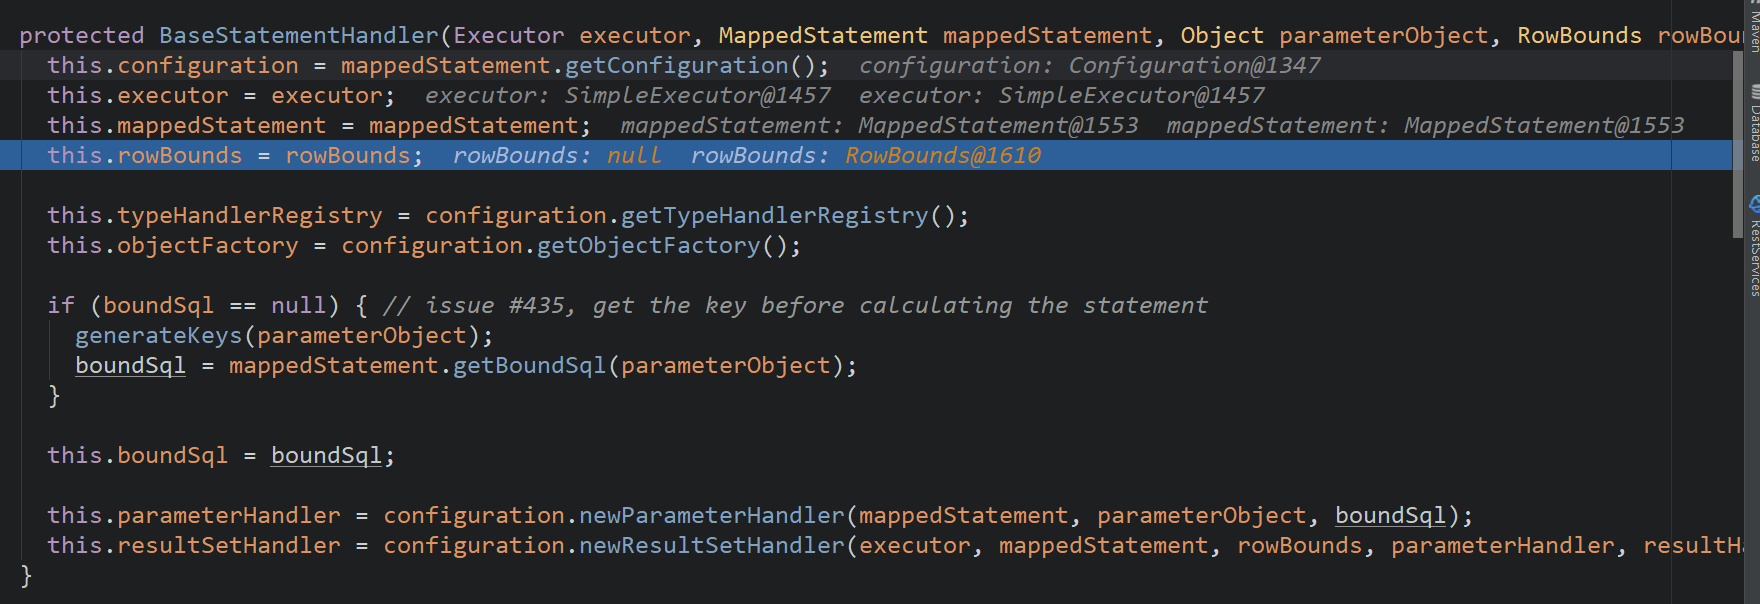 protected BaseStatementHandler(Executor executor, MappedStatement mappedStatement, Object parameterObject, RowBounds
this.configuration = mappedStatement.getConfiguration();  configuration: Configuration@1347
this.executor = executor;  executor: SimpleExecutor@1457  executor: SimpleExecutor@1457
this.mappedStatement = mappedStatement;  mappedStatement: MappedStatement@1553  mappedStatement: MappedStatement@1553
this.rowBounds = rowBounds;  rowBounds: null  rowBounds: RowBounds@1610
this.typeHandlerRegistry = configuration.getTypeHandlerRegistry();
this.objectFactory = configuration.getObjectFactory();
if (boundSql == null) { // issue #435, get the key before calculating the statement
generateKeys(parameterObject);
boundSql = mappedStatement.getBoundSql(parameterObject);
}
this.boundSql = boundSql;
this.parameterHandler = configuration.newParameterHandler(mappedStatement, parameterObject, boundSql);
this.resultSetHandler = configuration.newResultSetHandler(executor, mappedStatement, rowBounds, parameterHandler,
}
Maven
Database
RestServices